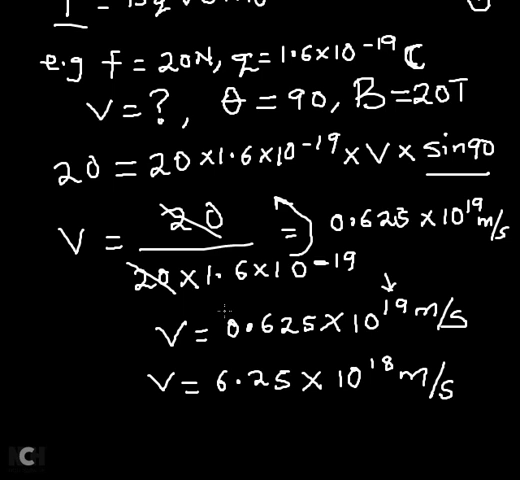 = Bqv
e.g f = 20N, q = 1.6×10⁻¹⁹ C
V = ?, θ = 90, B = 20T
20 = 20 ×1.6×10⁻¹⁹ × V × sin90
V = 20 / 20 × 1.6×10⁻¹⁹ = 0.625 × 10¹⁹ m/s
V = 0.625×10¹⁹ m/s
V = 6.25 × 10¹⁸ m/s